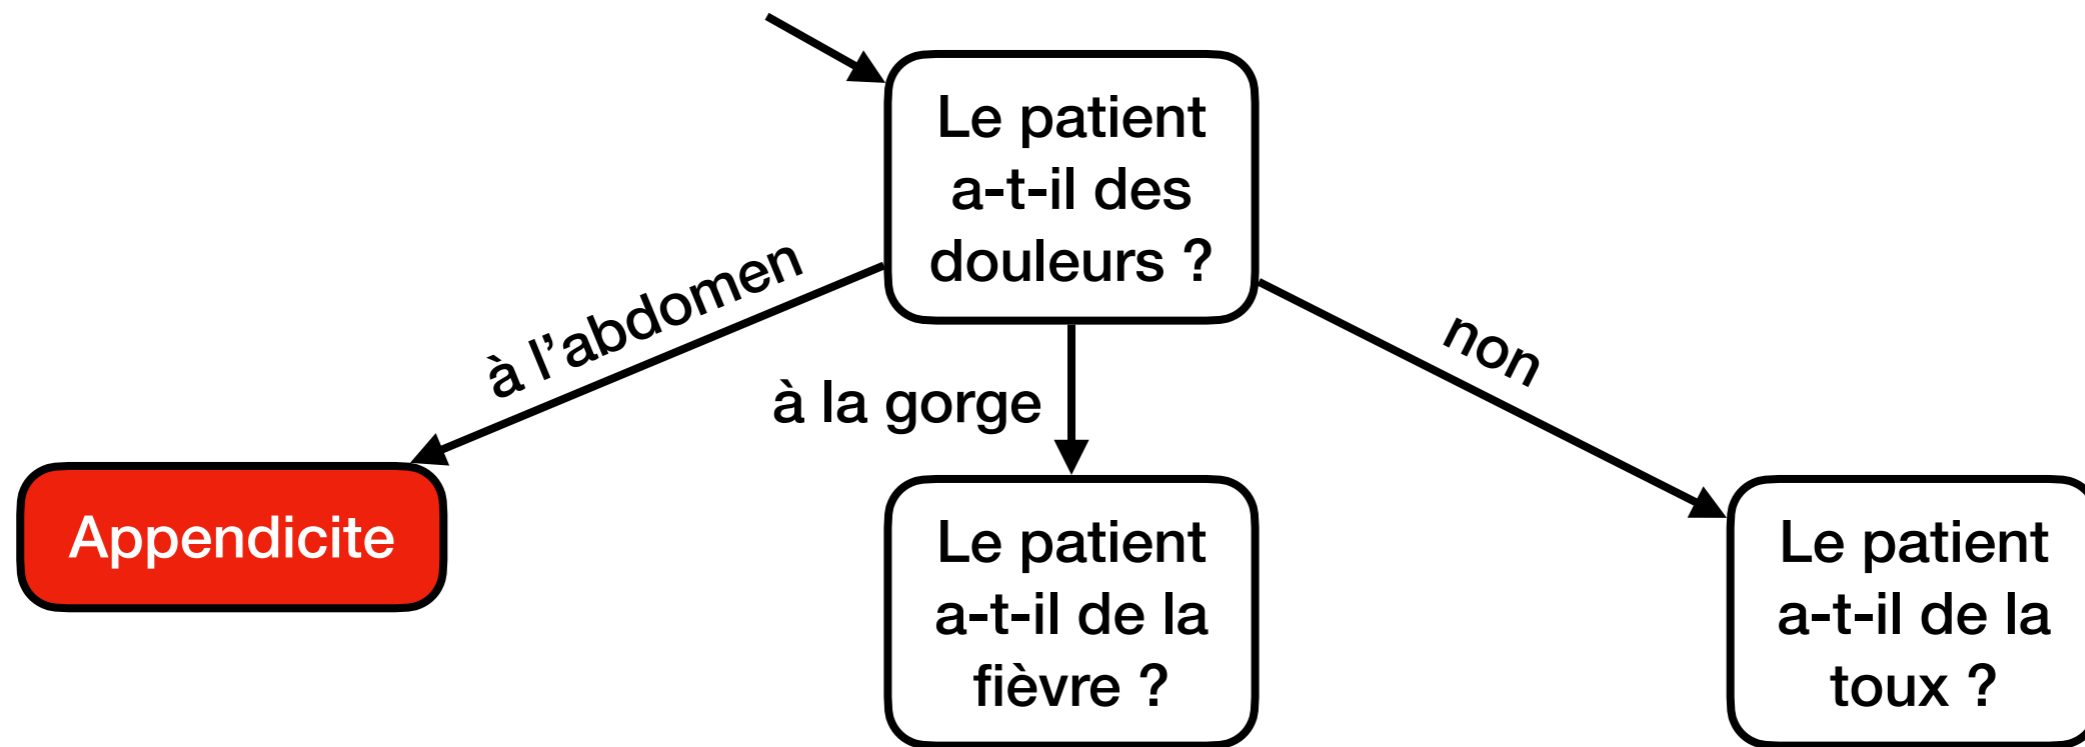 Le patient
a-t-il des
douleurs ?
à l’abdomen
à la gorge
non
Appendicite
Le patient
a-t-il de la
fièvre ?
Le patient
a-t-il de la
toux ?